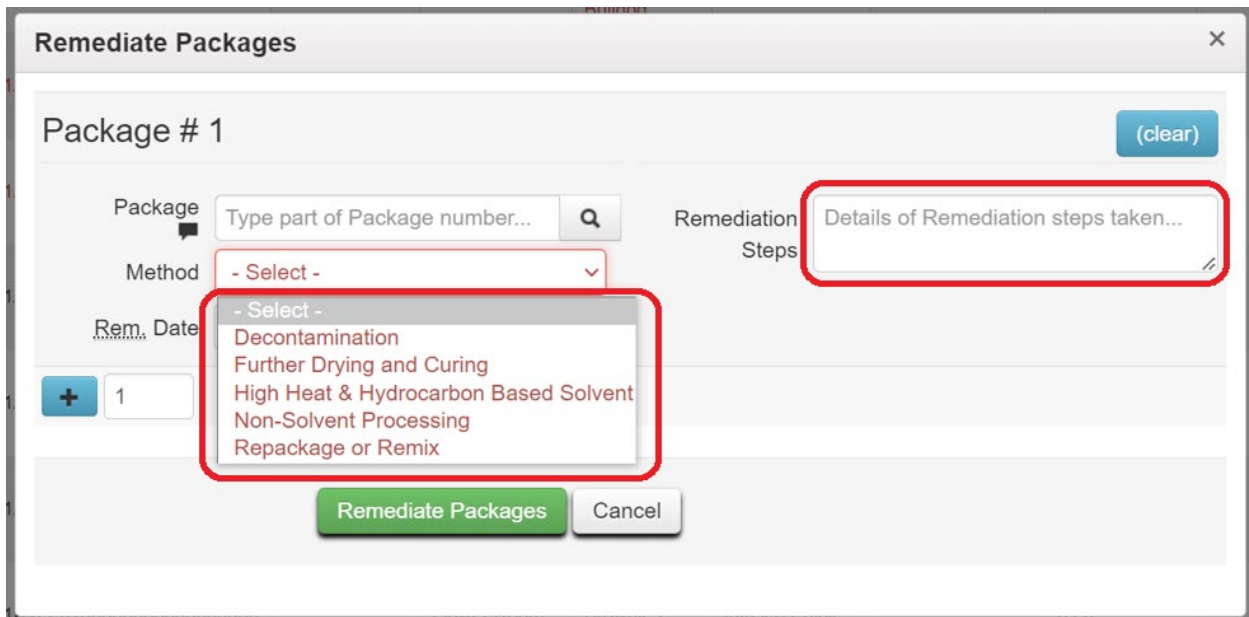 Remediate Packages
×
Package # 1
(clear)
Package
Type part of Package number...
Remediation
Steps
Details of Remediation steps taken...
Method
- Select -
- Select -
Rem. Date
Decontamination
Further Drying and Curing
High Heat & Hydrocarbon Based Solvent
Non-Solvent Processing
Repackage or Remix
+
1
Remediate Packages
Cancel